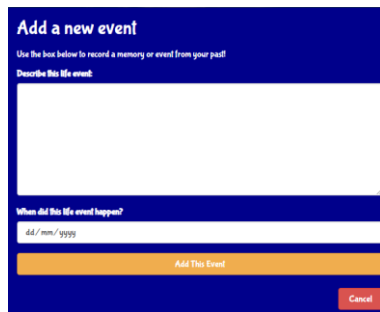 Add a new event
Use the box below to record a memory or event from your past!
Describe this life event:
When did this life event happen?
dd/mm/yyyy
Add This Event
Cancel